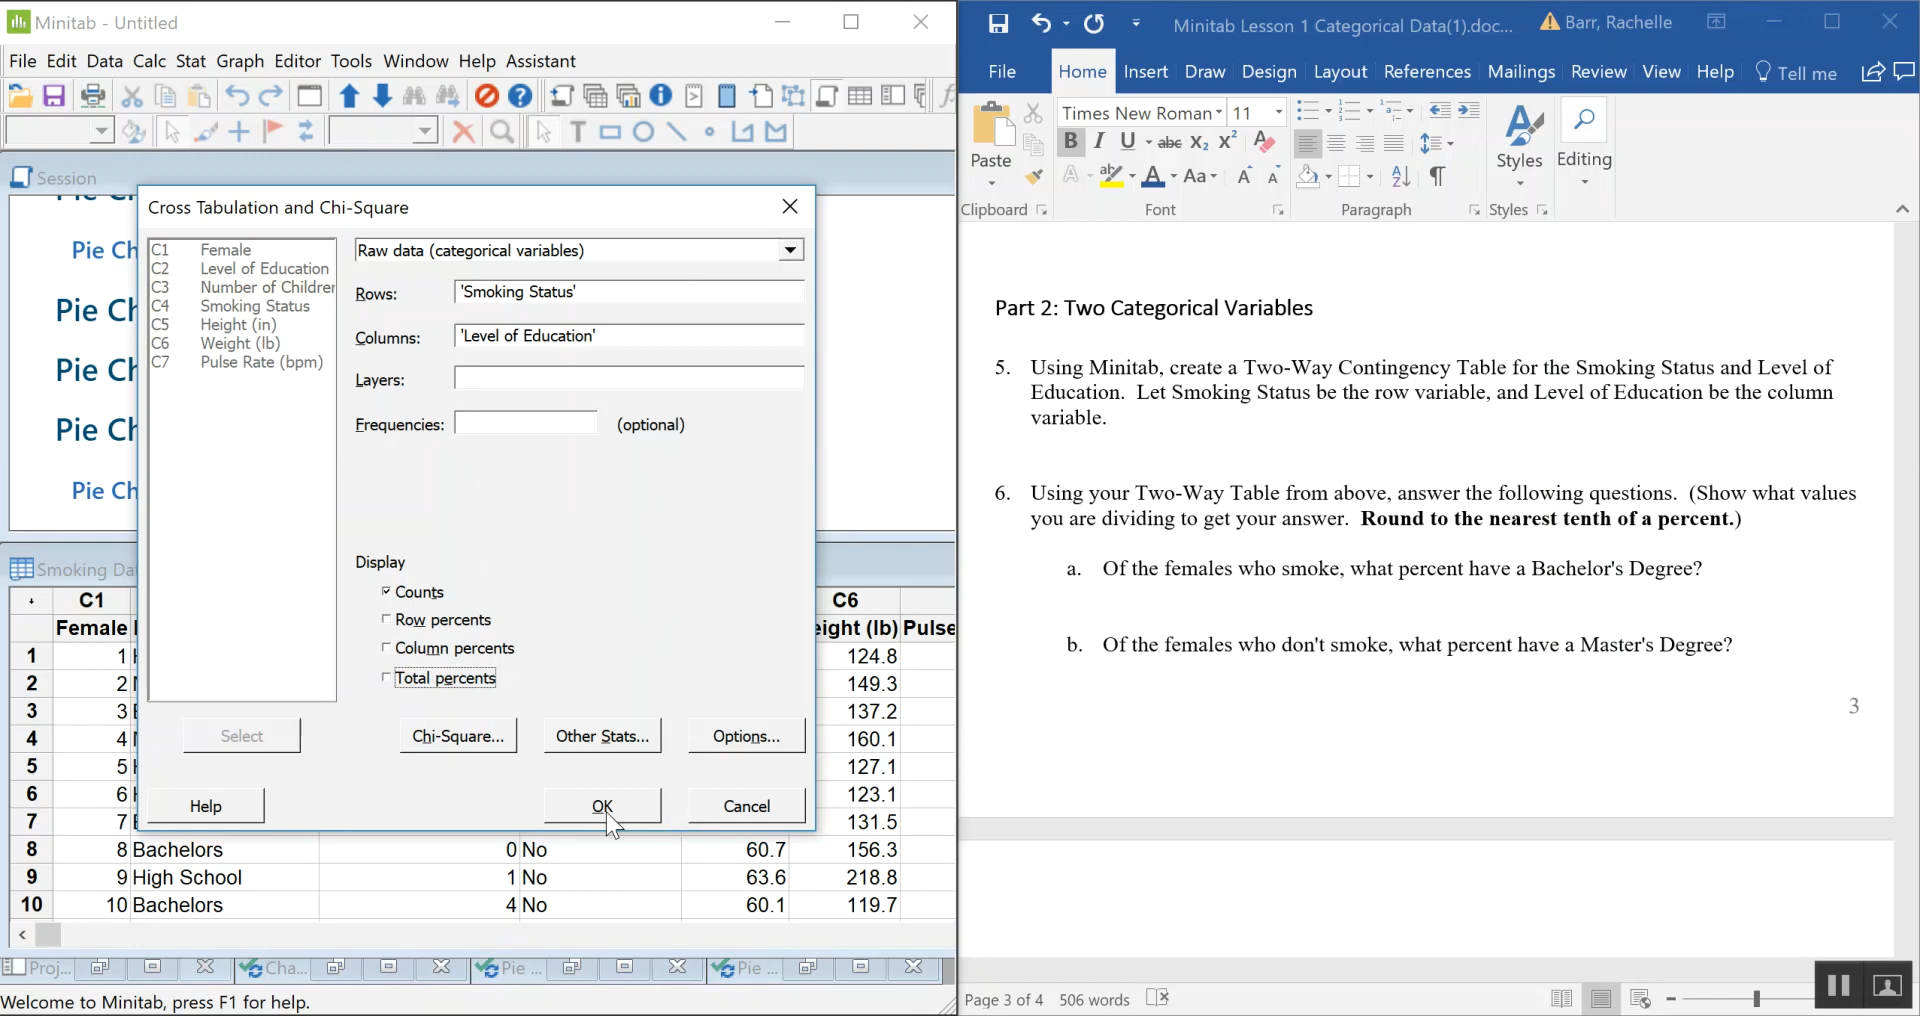 Minitab - Untitled
File Edit Data Calc Stat Graph Editor Tools Window Help Assistant
Session
Pie Ch
Pie Ch
Pie Ch
Pie Ch
Pie Ch
Cross Tabulation and Chi-Square
C1 Female
C2 Level of Education
C3 Number of Childrer
C4 Smoking Status
C5 Height (in)
C6 Weight (lb)
C7 Pulse Rate (bpm)
Raw data (categorical variables)
Rows: 'Smoking Status'
Columns: 'Level of Education'
Layers:
Frequencies: (optional)
Display
Counts
Row percents
Column percents
Total percents
Select
Chi-Square...
Other Stats...
Options...
Help
OK
Cancel
Smoking Da
C1 C6
Female eight (lb) Pulse
1 1 124.8
2 2 149.3
3 3 137.2
4 4 160.1
5 5 127.1
6 6 123.1
7 7 131.5
8 8 Bachelors 0 No 60.7 156.3
9 9 High School 1 No 63.6 218.8
10 10 Bachelors 4 No 60.1 119.7
Proj... Cha... Pie ... Pie ...
Welcome to Minitab, press F1 for help.
Minitab Lesson 1 Categorical Data(1).doc...
Barr, Rachelle
File Home Insert Draw Design Layout References Mailings Review View Help Tell me
Paste
Times New Roman 11
B I U abc X₂ X²
A ab A Aa A A
Styles
Editing
Clipboard Font Paragraph Styles
Part 2: Two Categorical Variables
5. Using Minitab, create a Two-Way Contingency Table for the Smoking Status and Level of
Education. Let Smoking Status be the row variable, and Level of Education be the column
variable.
6. Using your Two-Way Table from above, answer the following questions. (Show what values
you are dividing to get your answer. Round to the nearest tenth of a percent.)
a. Of the females who smoke, what percent have a Bachelor's Degree?
b. Of the females who don't smoke, what percent have a Master's Degree?
3
Page 3 of 4 506 words